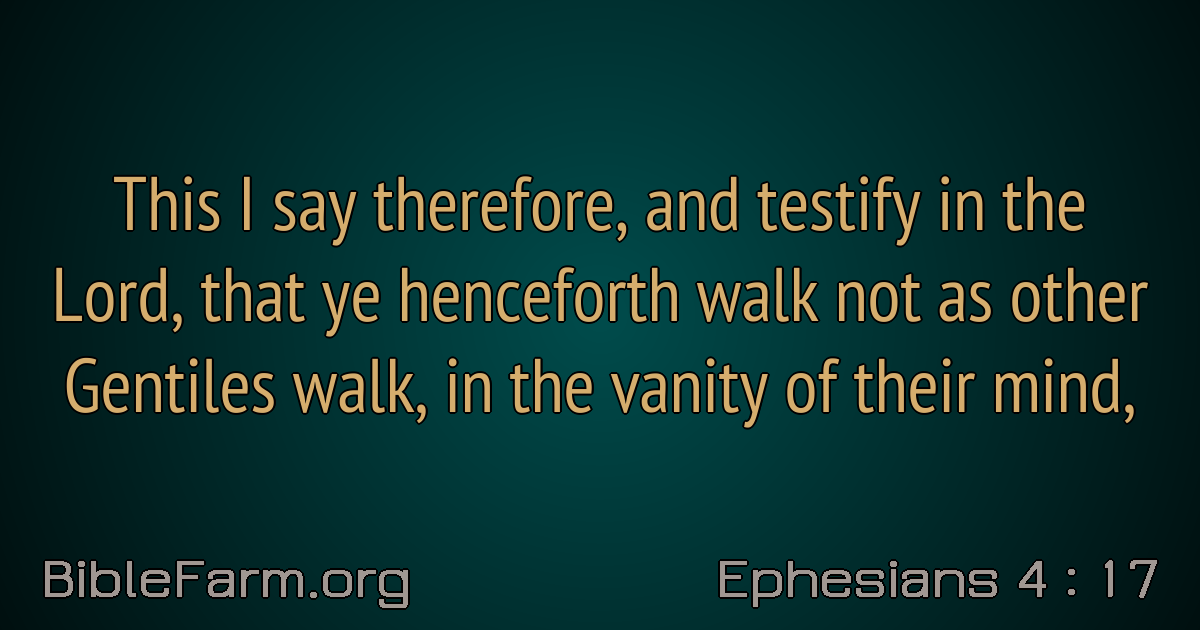 This I say therefore, and testify in the
Lord, that ye henceforth walk not as other
Gentiles walk, in the vanity of their mind,
BibleFarm.org
Ephesians 4 : 17